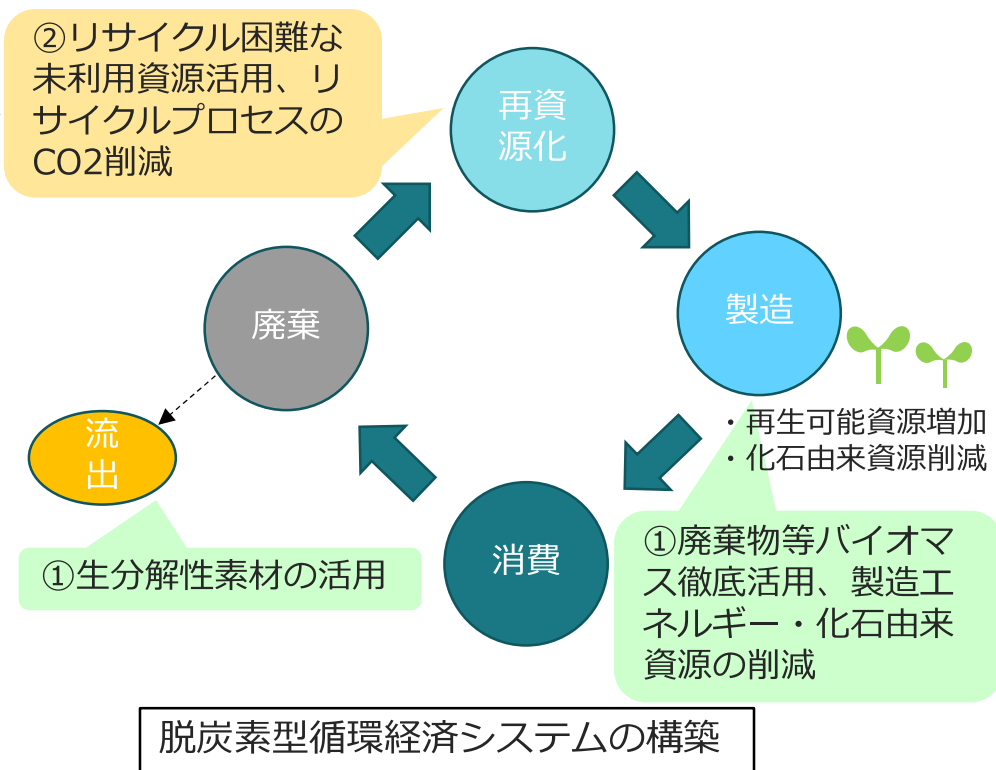 ②リサイクル困難な
未利用資源活用、リ
サイクルプロセスの
CO2削減
再資
源化
製造
廃棄
・再生可能資源増加
・化石由来資源削減
流
出
消費
①廃棄物等バイオマ
ス徹底活用、製造エ
ネルギー・化石由来
資源の削減
①生分解性素材の活用
脱炭素型循環経済システムの構築